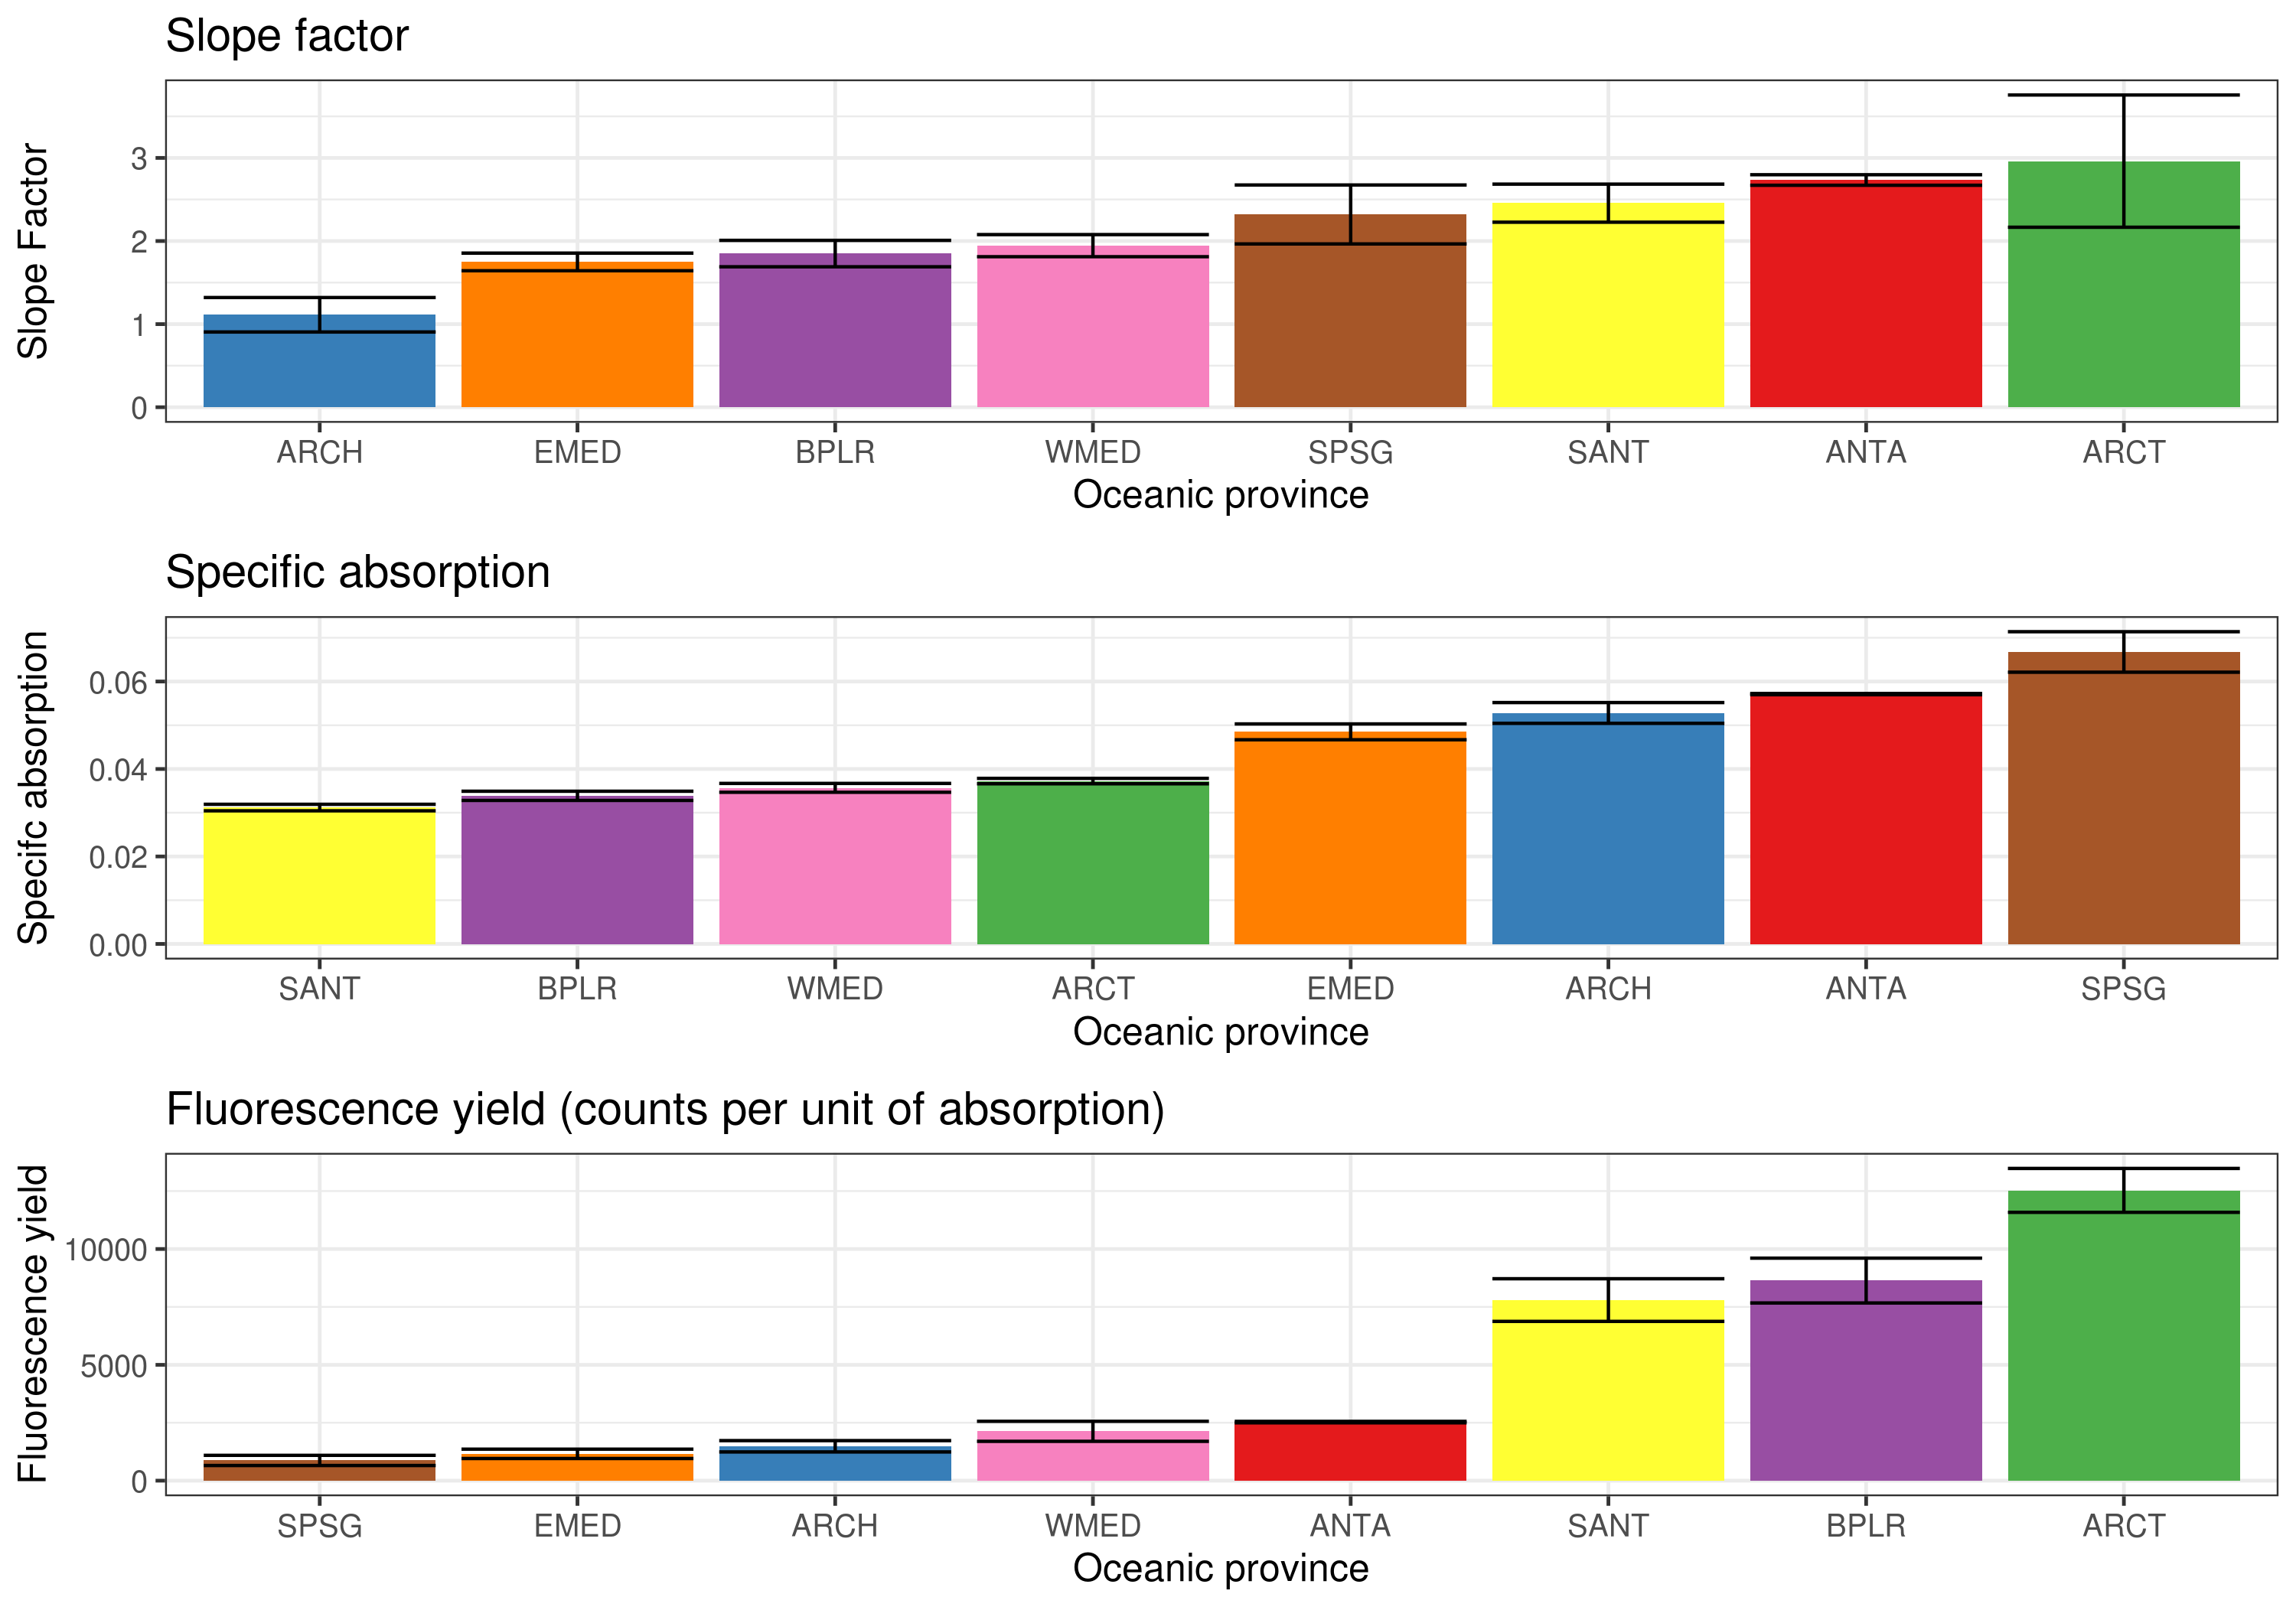 Slope factor
Slope Factor
3
2
1
0
ARCH EMED BPLR WMED SPSG SANT ANTA ARCT
Oceanic province
Specific absorption
Specifc absorption
0.06
0.04
0.02
0.00
SANT BPLR WMED ARCT EMED ARCH ANTA SPSG
Oceanic province
Fluorescence yield (counts per unit of absorption)
Fluorescence yield
10000
5000
0
SPSG EMED ARCH WMED ANTA SANT BPLR ARCT
Oceanic province